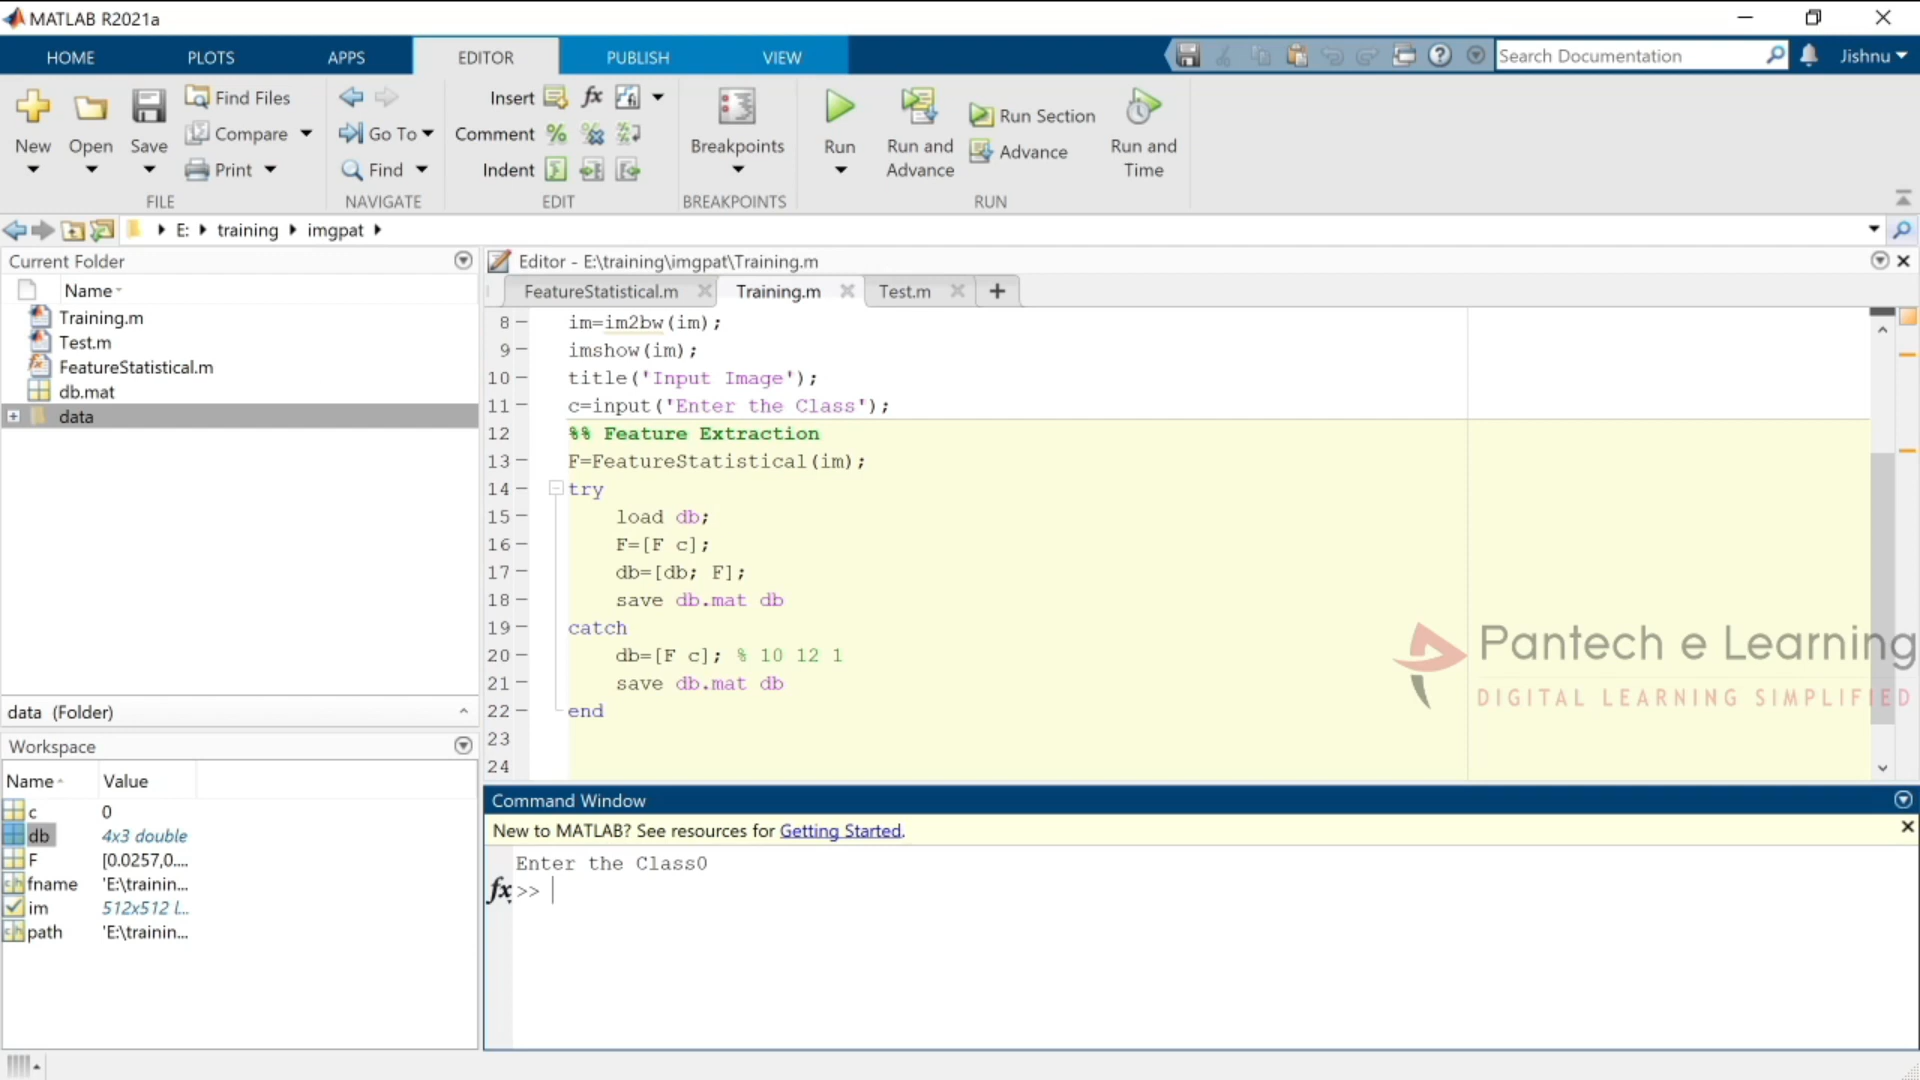 MATLAB R2021a
HOME
PLOTS
APPS
EDITOR
PUBLISH
VIEW
Search Documentation
Jishnu
New
Open
Save
Find Files
Compare
Print
FILE
Go To
Find
NAVIGATE
Insert
fx
Comment
Indent
EDIT
Breakpoints
BREAKPOINTS
Run
Run and Advance
Run Section
Advance
Run and Time
RUN
E:
training
imgpat
Current Folder
Name
Training.m
Test.m
FeatureStatistical.m
db.mat
data
data (Folder)
Workspace
Name Value
c 0
db 4x3 double
F [0.0257,0....
fname 'E:\trainin...
im 512x512 l...
path 'E:\trainin...
Editor - E:\training\imgpat\Training.m
FeatureStatistical.m
Training.m
Test.m
8 im=im2bw(im);
9 imshow(im);
10 title('Input Image');
11 c=input('Enter the Class');
12 %% Feature Extraction
13 F=FeatureStatistical(im);
14 try
15 load db;
16 F=[F c];
17 db=[db; F];
18 save db.mat db
19 catch
20 db=[F c]; % 10 12 1
21 save db.mat db
22 end
23
24
Pantech e Learning
DIGITAL LEARNING SIMPLIFIED
Command Window
New to MATLAB? See resources for Getting Started.
Enter the Class0
fx >>